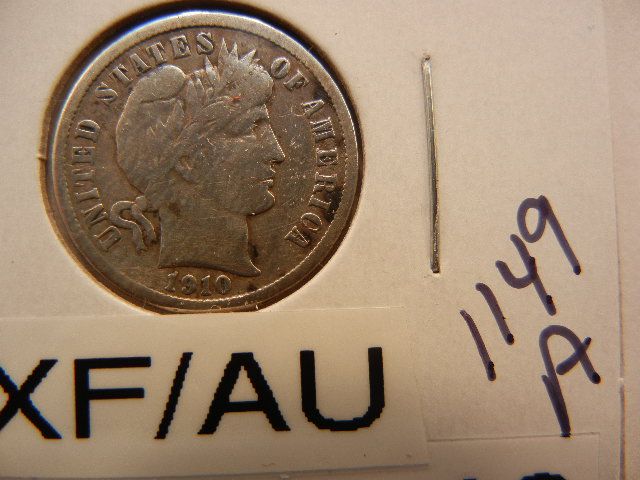 UNITED STATES OF AMERICA
1910
1149
A
XF/AU